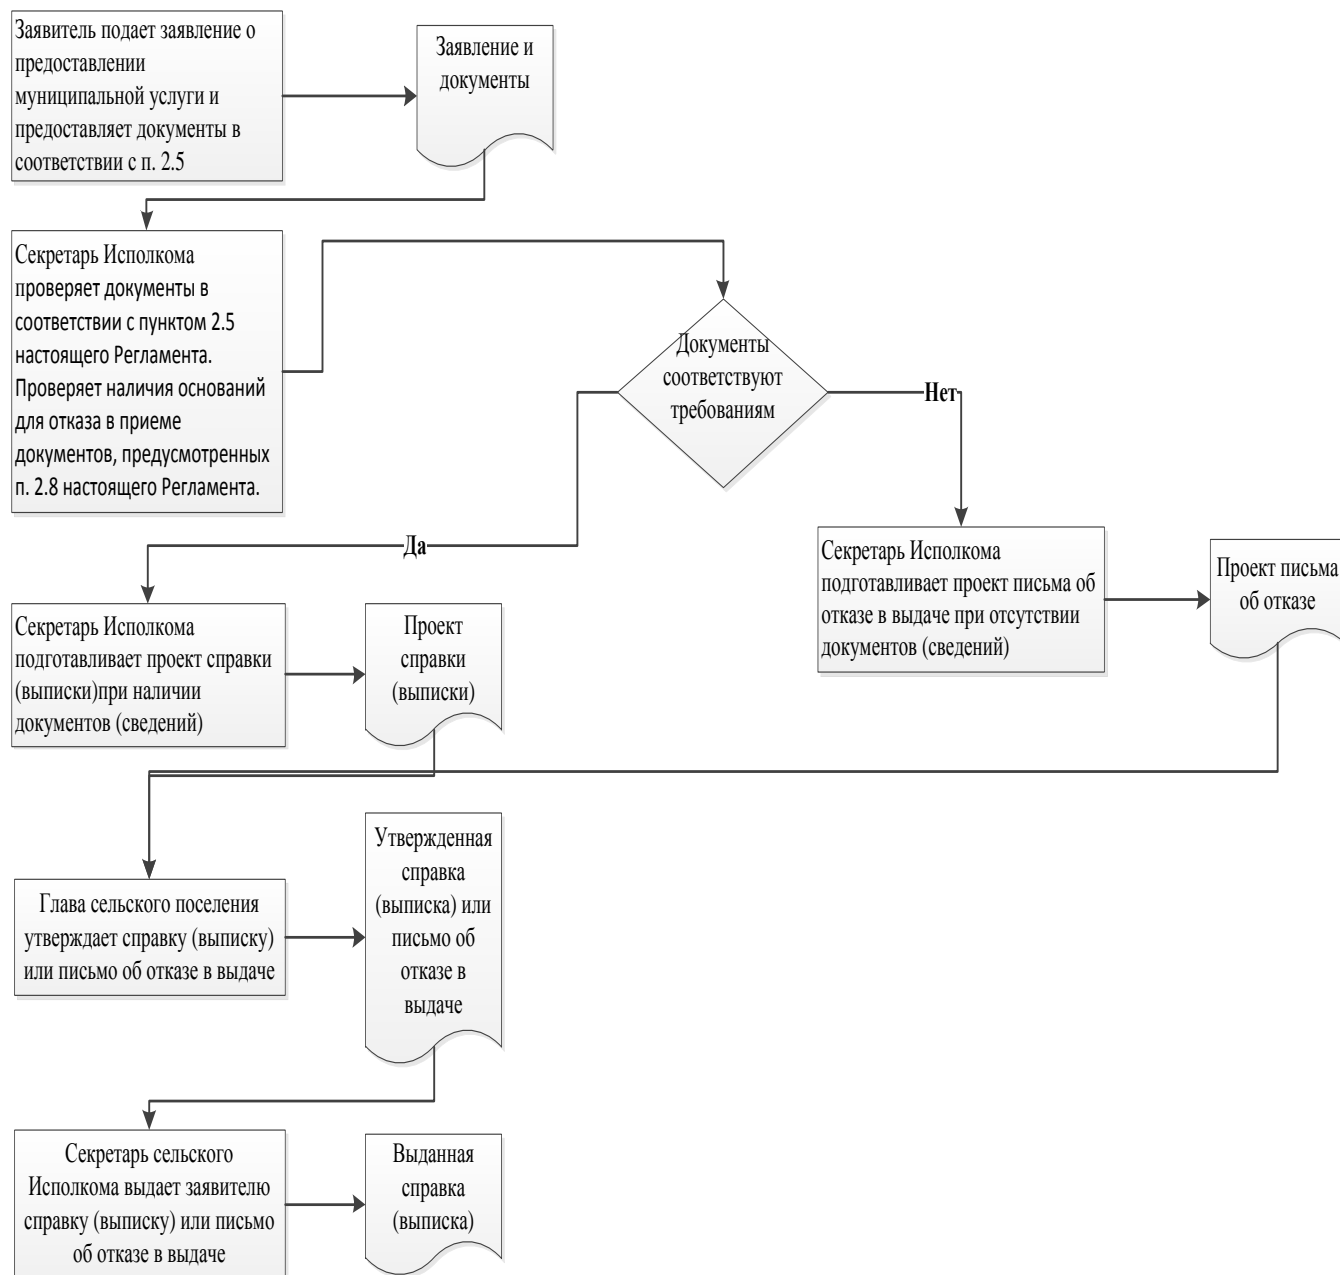 Заявитель подает заявление о
предоставлении
муниципальной услуги и
предоставляет документы в
соответствии с п. 2.5
Заявление и
документы
Секретарь Исполкома
проверяет документы в
соответствии с пунктом 2.5
настоящего Регламента.
Проверяет наличия оснований
для отказа в приеме
документов, предусмотренных
п. 2.8 настоящего Регламента.
Документы
соответствуют
требованиям
Нет
Да
Секретарь Исполкома
подготавливает проект письма об
отказе в выдаче при отсутствии
документов (сведений)
Проект письма
об отказе
Секретарь Исполкома
подготавливает проект справки
(выписки)при наличии
документов (сведений)
Проект
справки
(выписки)
Глава сельского поселения
утверждает справку (выписку)
или письмо об отказе в выдаче
Утвержденная
справка
(выписка) или
письмо об
отказе в
выдаче
Секретарь сельского
Исполкома выдает заявителю
справку (выписку) или письмо
об отказе в выдаче
Выданная
справка
(выписка)